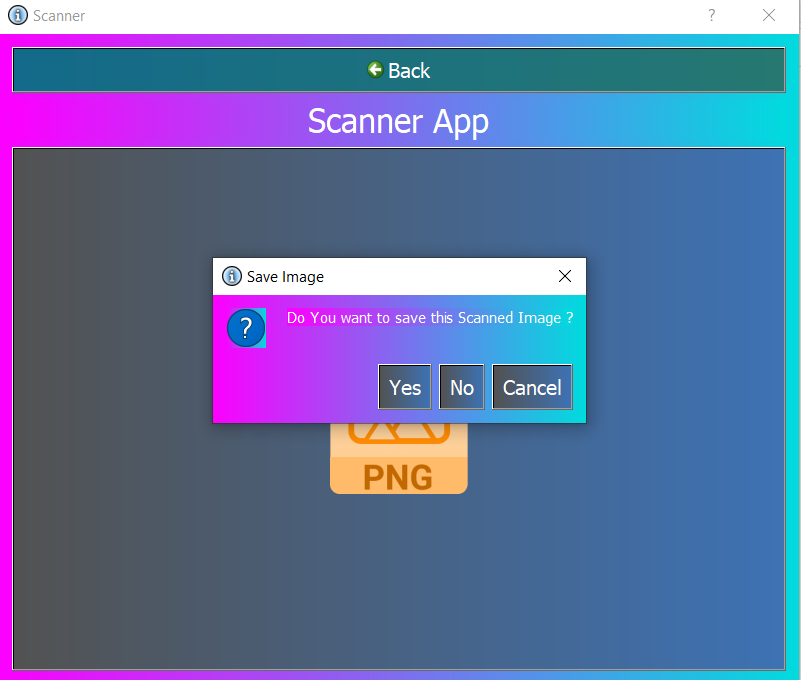 Scanner
Back
Scanner App
Save Image
Do You want to save this Scanned Image ?
Yes No Cancel
PNG